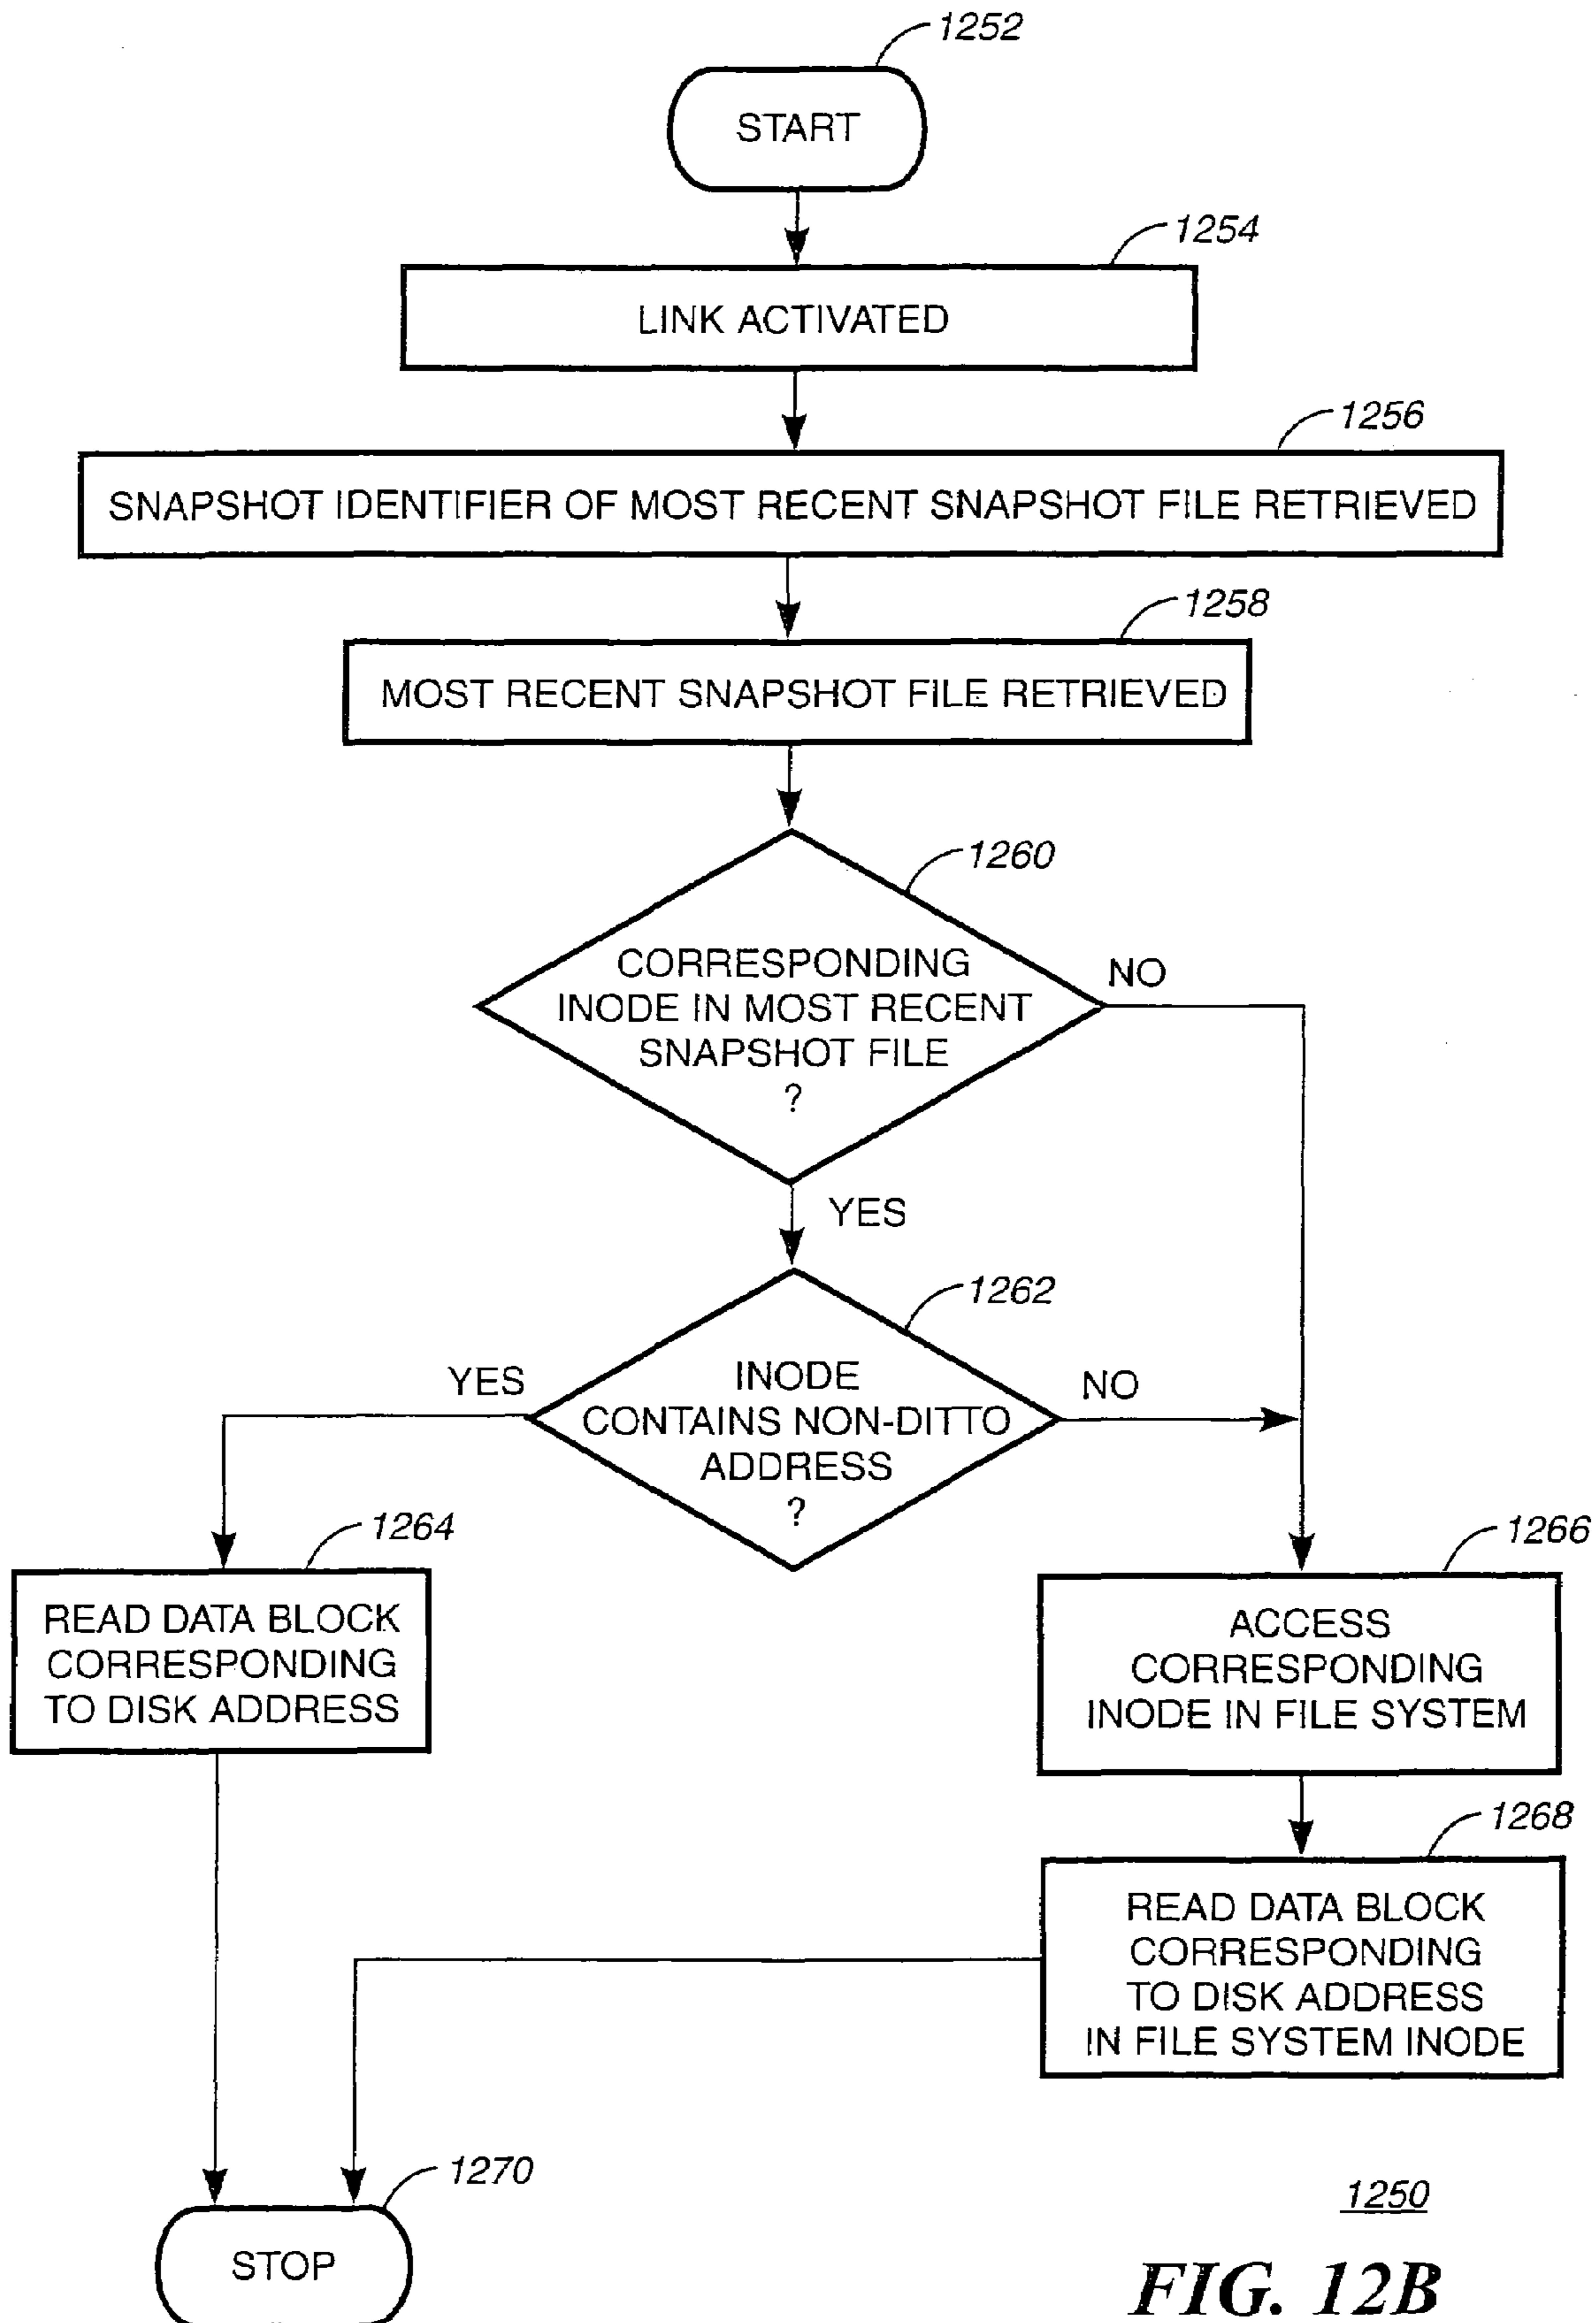 1252
START
1254
LINK ACTIVATED
1256
SNAPSHOT IDENTIFIER OF MOST RECENT SNAPSHOT FILE RETRIEVED
1258
MOST RECENT SNAPSHOT FILE RETRIEVED
1260
CORRESPONDING
INODE IN MOST RECENT
SNAPSHOT FILE
?
NO
YES
1262
INODE
CONTAINS NON-DITTO
ADDRESS
?
YES
NO
1264
READ DATA BLOCK
CORRESPONDING
TO DISK ADDRESS
1266
ACCESS
CORRESPONDING
INODE IN FILE SYSTEM
1268
READ DATA BLOCK
CORRESPONDING
TO DISK ADDRESS
IN FILE SYSTEM INODE
1270
STOP
1250
FIG. 12B